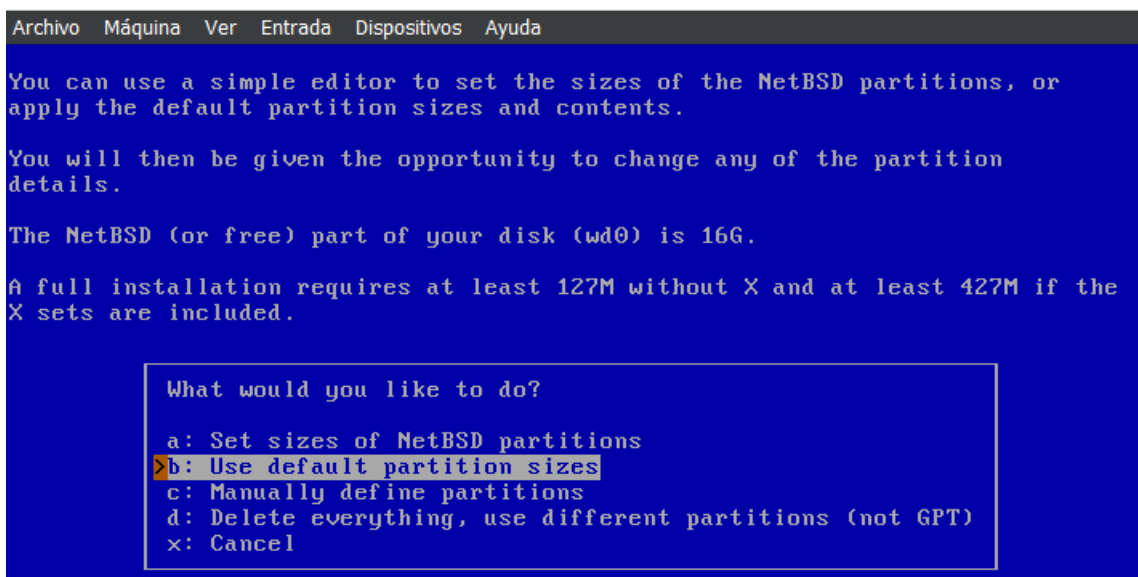 Archivo Máquina Ver Entrada Dispositivos Ayuda
You can use a simple editor to set the sizes of the NetBSD partitions, or
apply the default partition sizes and contents.
You will then be given the opportunity to change any of the partition
details.
The NetBSD (or free) part of your disk (wd0) is 16G.
A full installation requires at least 127M without X and at least 427M if the
X sets are included.
What would you like to do?
a: Set sizes of NetBSD partitions
>b: Use default partition sizes
c: Manually define partitions
d: Delete everything, use different partitions (not GPT)
x: Cancel